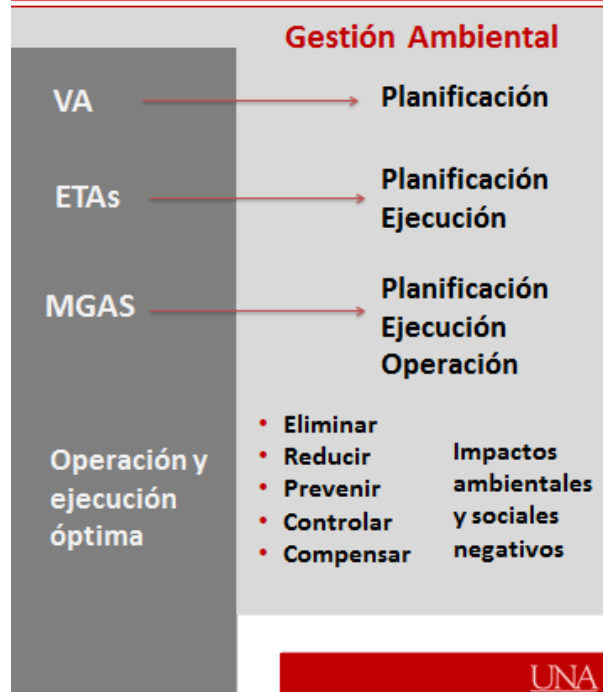 Gestión Ambiental
VA
Planificación
ETAs
Planificación
Ejecución
MGAS
Planificación
Ejecución
Operación
Operación y
ejecución
óptima
• Eliminar
• Reducir
• Prevenir
• Controlar
• Compensar
Impactos
ambientales
y sociales
negativos
UNA